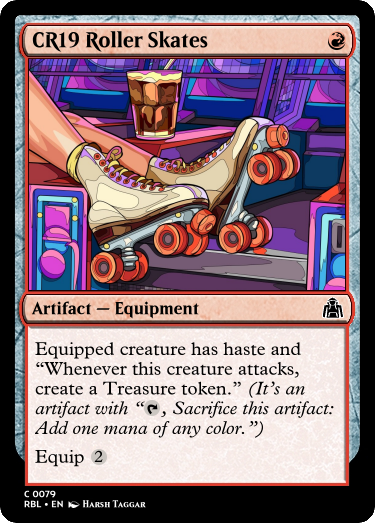 CR19 Roller Skates
Artifact — Equipment
Equipped creature has haste and
“Whenever this creature attacks,
create a Treasure token.” (It’s an
artifact with “, Sacrifice this artifact:
Add one mana of any color.”)
Equip 2
C 0079
RBL • EN Harsh Taggar